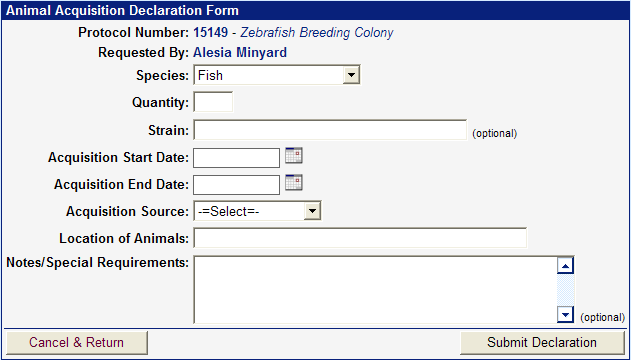 Animal Acquisition Declaration Form
Protocol Number: 15149 - Zebrafish Breeding Colony
Requested By: Alesia Minyard
Species: Fish
Quantity:
Strain: (optional)
Acquisition Start Date:
Acquisition End Date:
Acquisition Source: -=Select=-
Location of Animals:
Notes/Special Requirements: (optional)
Cancel & Return Submit Declaration